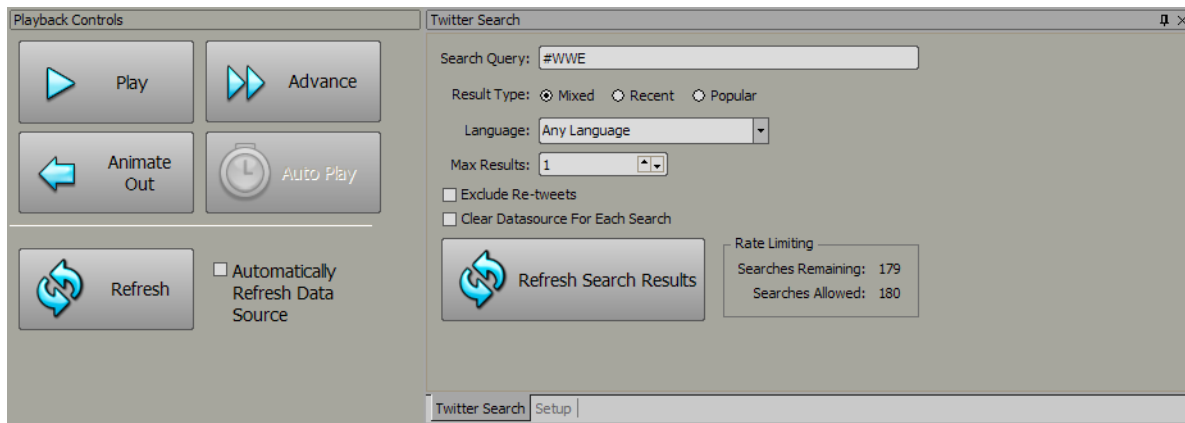 Playback Controls
Play
Advance
Animate
Out
Auto Play
Refresh
Automatically
Refresh Data
Source
Twitter Search
Search Query: #WWE
Result Type: Mixed Recent Popular
Language: Any Language
Max Results: 1
Exclude Re-tweets
Clear Datasource For Each Search
Refresh Search Results
Rate Limiting
Searches Remaining: 179
Searches Allowed: 180
Twitter Search Setup